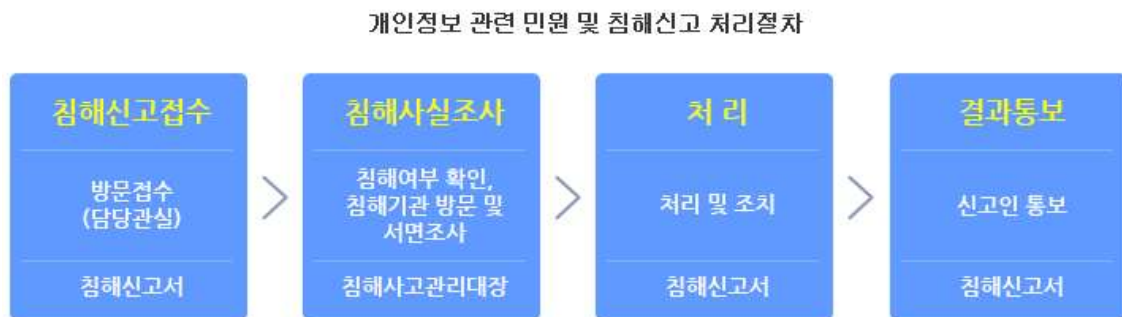 개인정보 관련 민원 및 침해신고 처리절차
침해신고접수
방문접수
(담당관실)
침해신고서
침해사실조사
침해여부 확인,
침해기관 방문 및
서면조사
침해사고관리대장
처 리
처리 및 조치
침해신고서
결과통보
신고인 통보
침해신고서